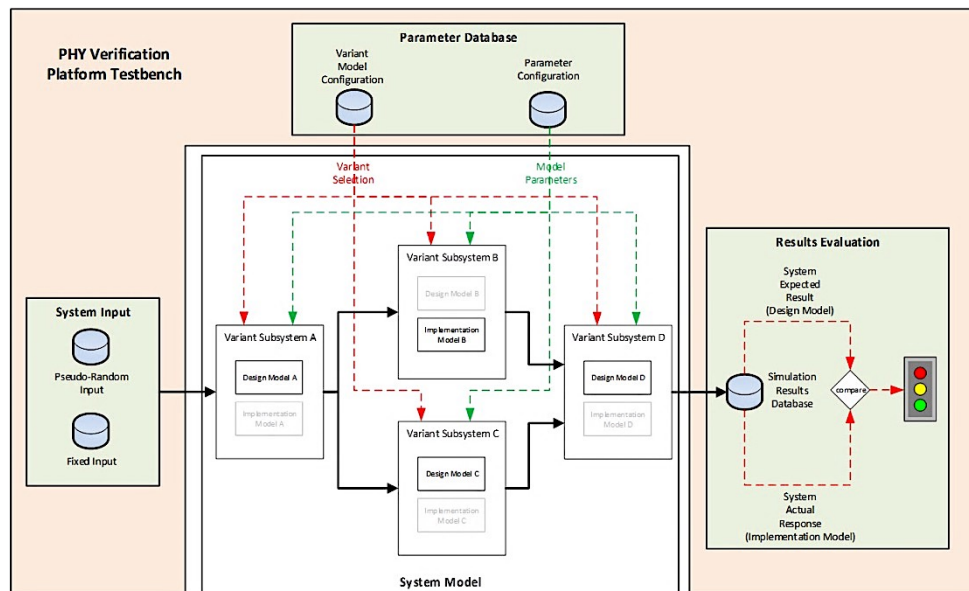 PHY Verification
Platform Testbench
Parameter Database
Variant
Model
Configuration
Parameter
Configuration
Variant
Selection
Model
Parameters
System Input
Pseudo-Random
Input
Fixed Input
Variant Subsystem A
Design Model A
Implementation
Model A
Variant Subsystem B
Design Model B
Implementation
Model B
Variant Subsystem C
Design Model C
Implementation
Model C
Variant Subsystem D
Design Model D
Implementation
Model D
System Model
Results Evaluation
System
Expected
Result
(Design Model)
Simulation
Results
Database
compare
System
Actual
Response
(Implementation Model)